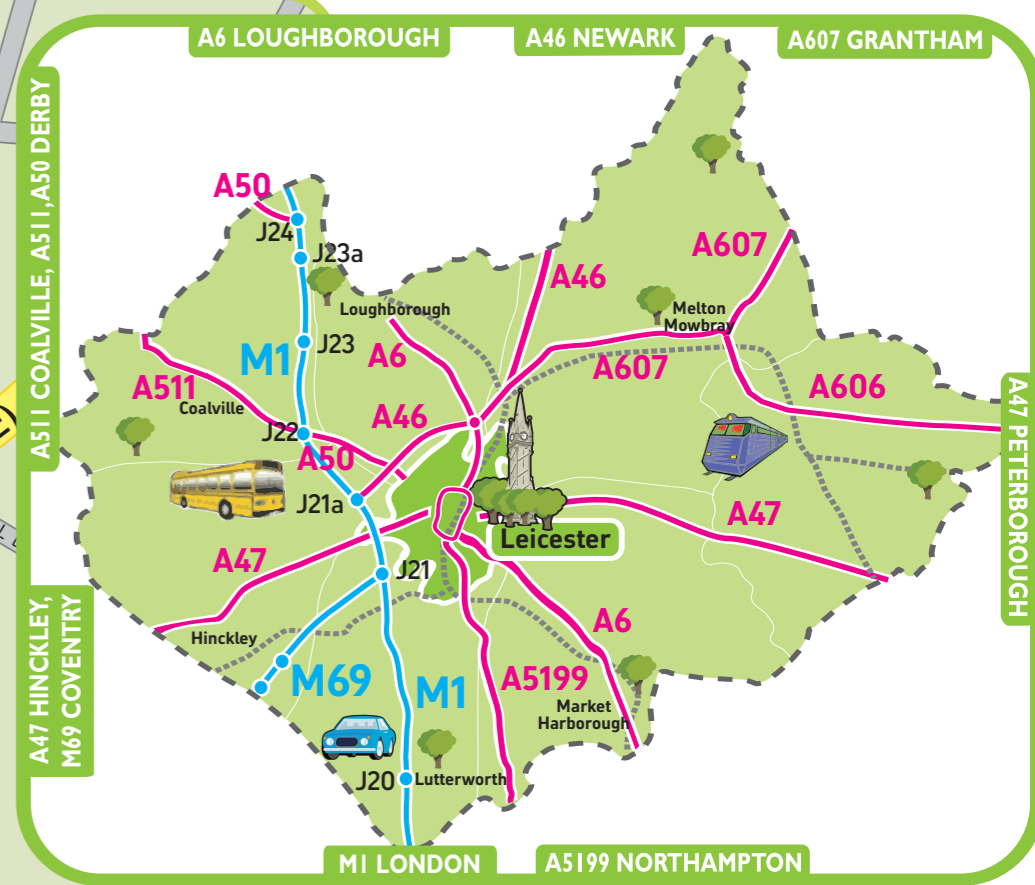 A6 LOUGHBOROUGH
A46 NEWARK
A607 GRANTHAM
A511 COALVILLE, A511,A50 DERBY
A47 HINCKLEY,
M69 COVENTRY
A47 PETERBOROUGH
M1 LONDON
A5199 NORTHAMPTON
A50
J24
J23a
A607
A46
Loughborough
Melton
Mowbray
J23
M1
A6
A607
A511
Coalville
A606
A46
J22
A50
J21a
A47
Leicester
A47
J21
Hinckley
A6
M69
M1
A5199
Market
Harborough
J20
Lutterworth